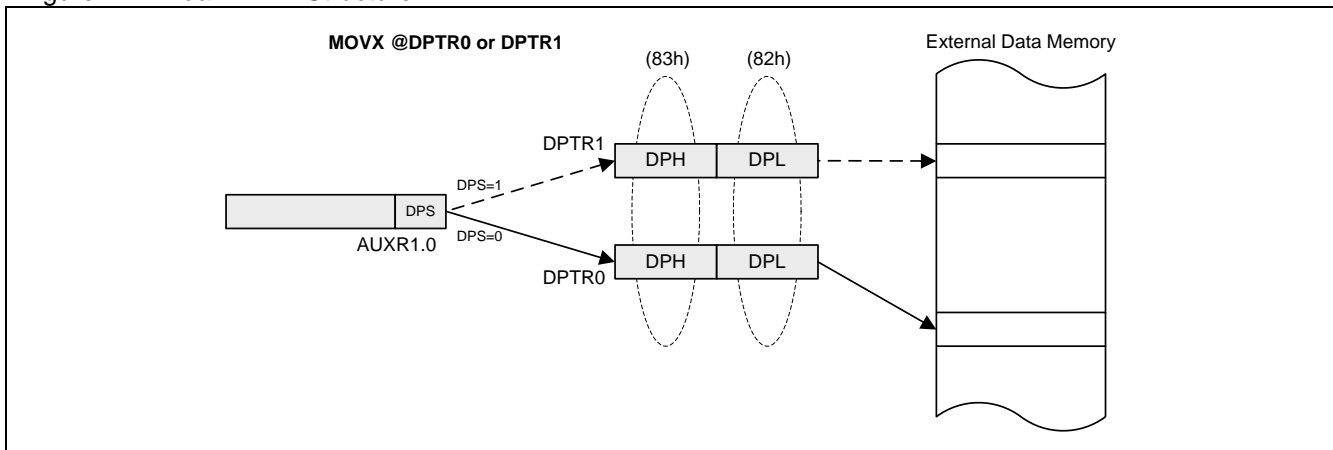 MOVX @DPTR0 or DPTR1
External Data Memory
(83h)
(82h)
DPTR1
DPH
DPL
DPS=1
DPS
AUXR1.0
DPS=0
DPTR0
DPH
DPL